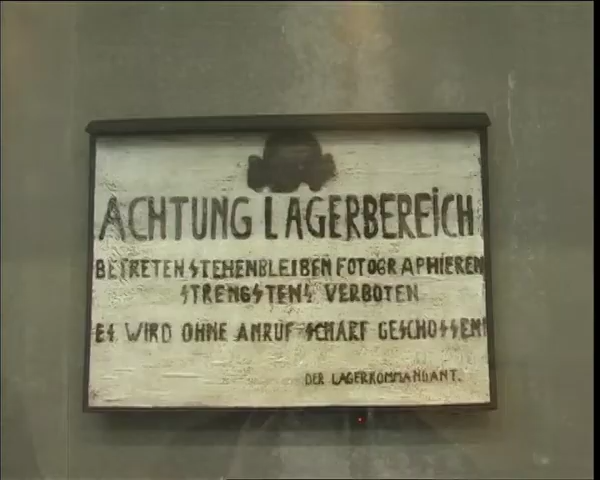 ACHTUNG LAGERBEREiCH
BETRETEN STEHENBLEIBEN FOTOGRAPHIEREN
STRENGSTENS VERBOTEN
ES WIRD OHNE ANRUF SCHARF GESCHOSSEN!
DER LAGERKOMMANDANT.